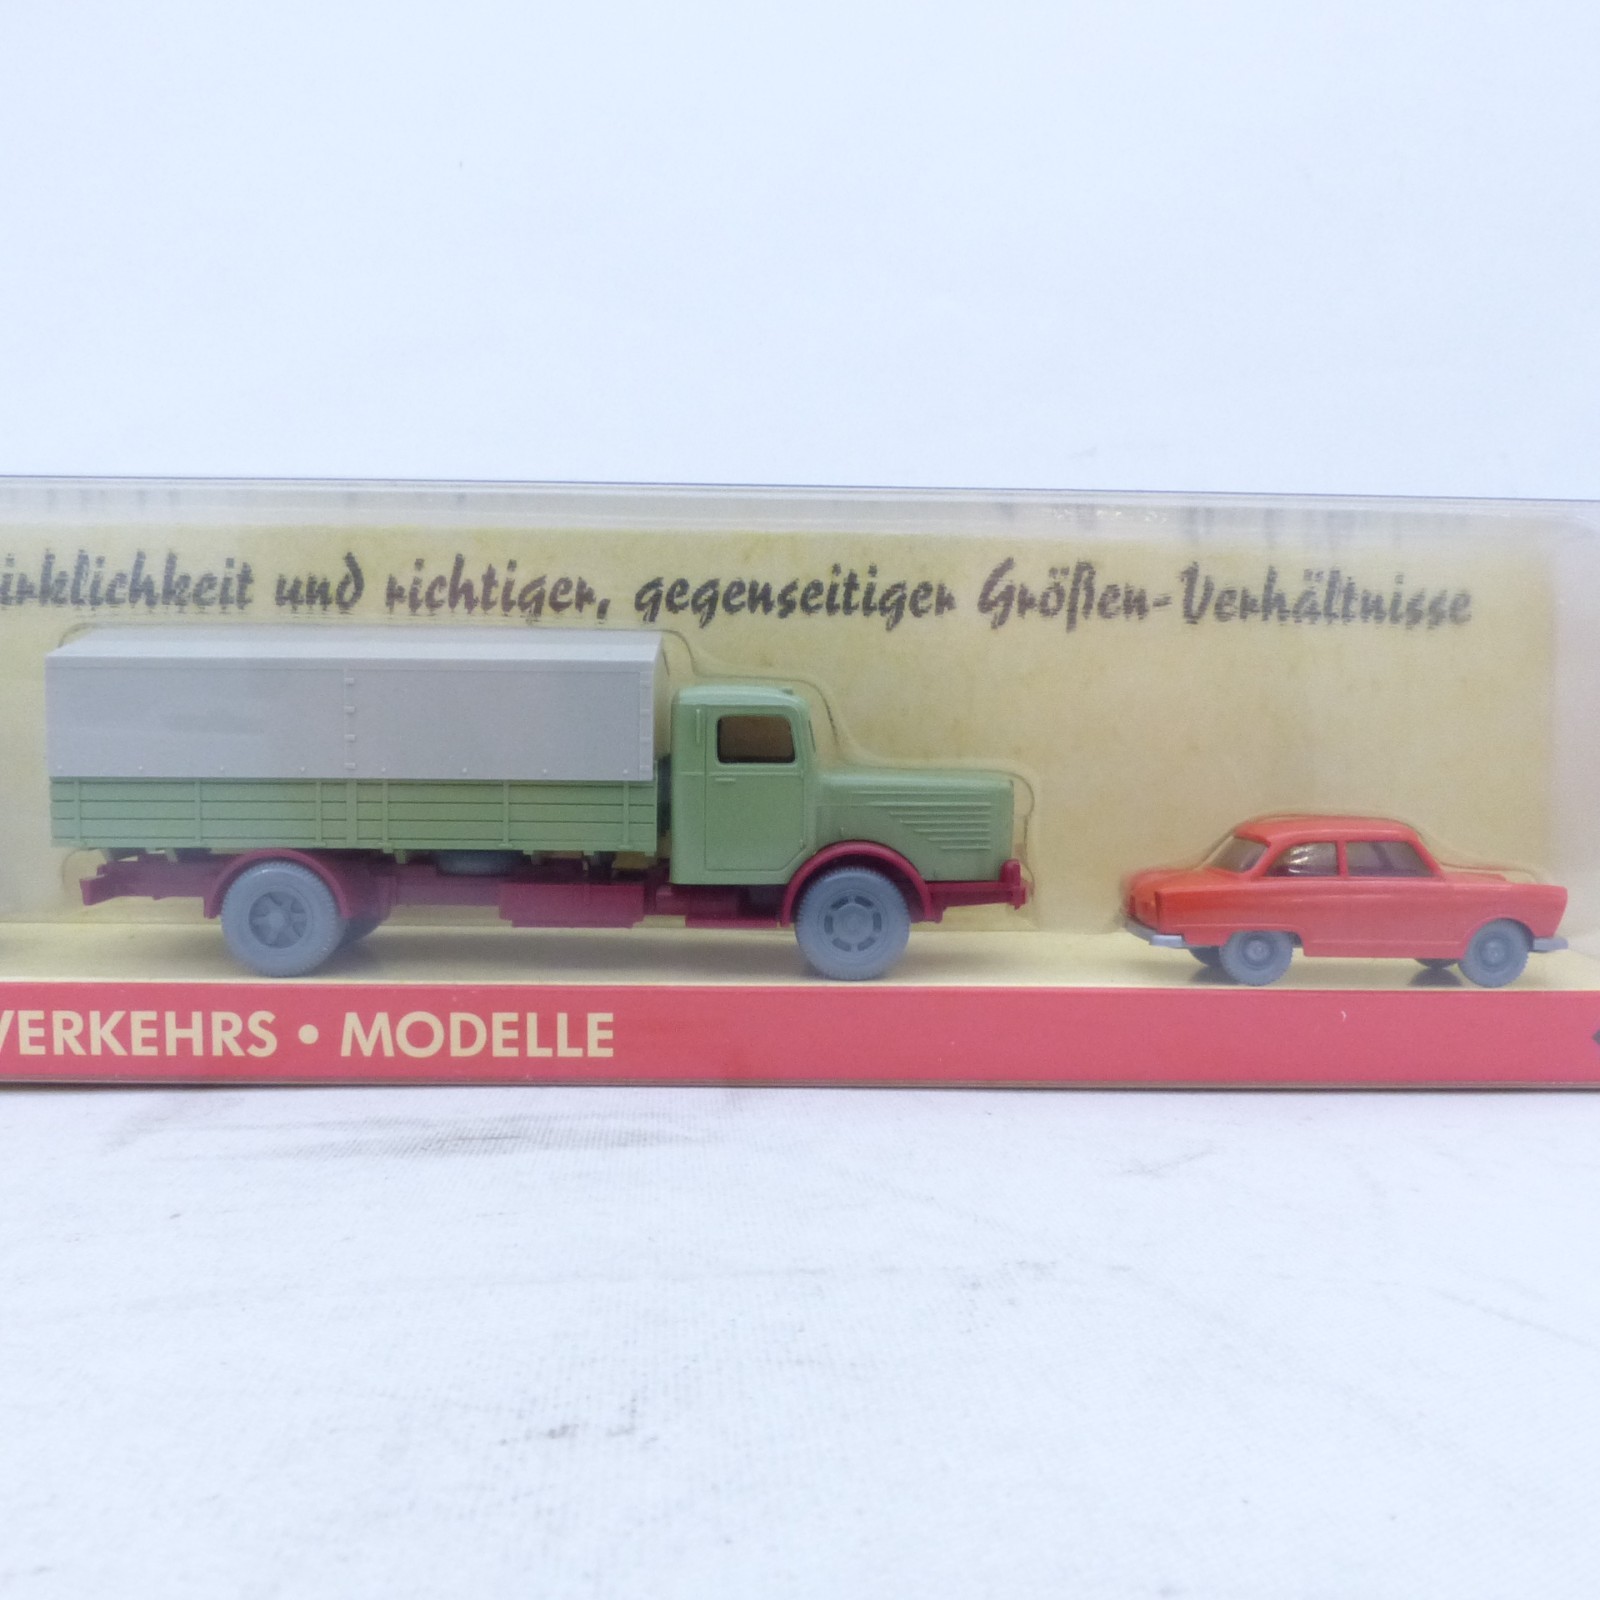 irklichkeit und richtiger, gegenseitiger Größen-Verhältnisse
VERKEHRS • MODELLE